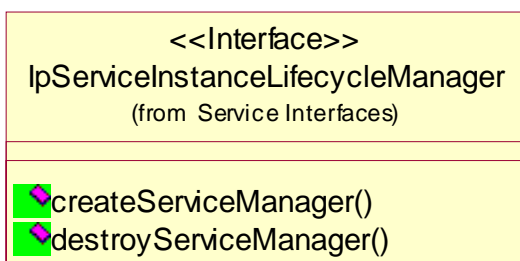 <<Interface>>
IpServiceInstanceLifecycleManager
(from Service Interfaces)
createServiceManager()
destroyServiceManager()